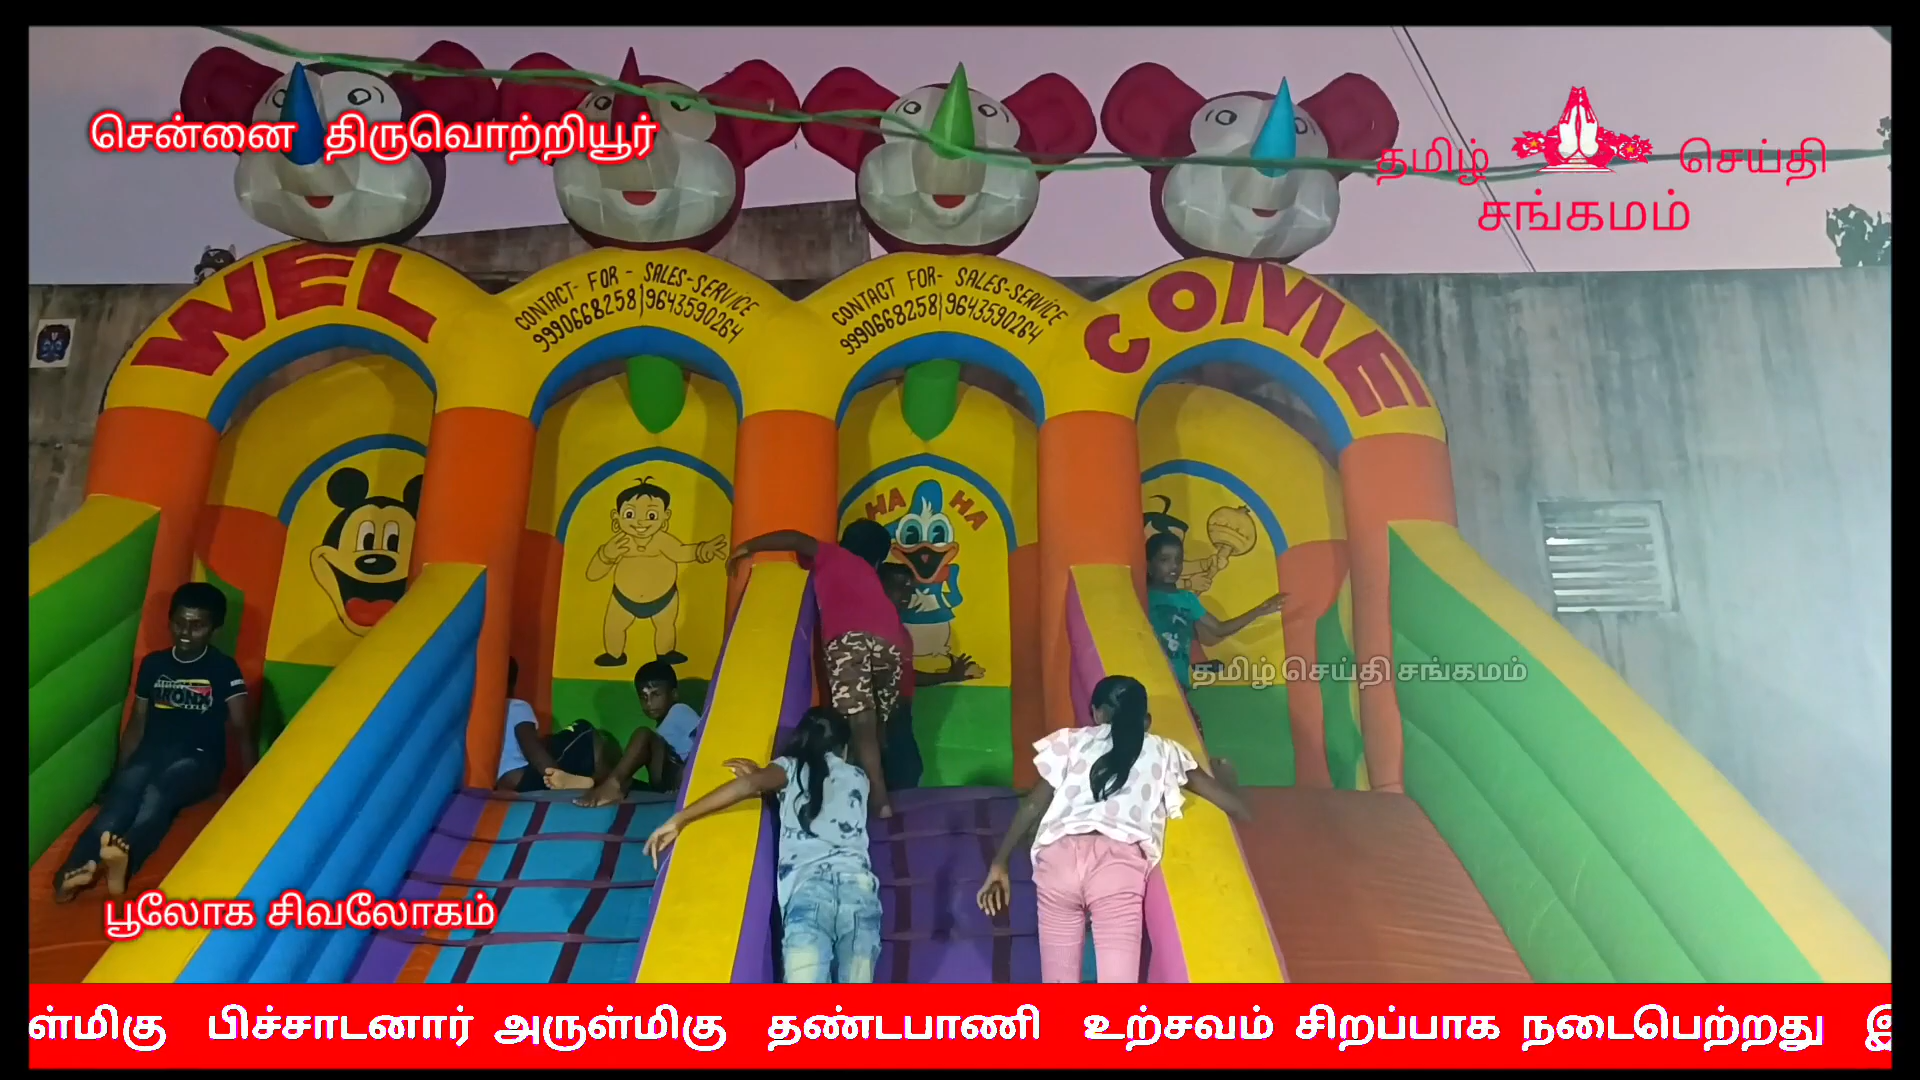 சென்னை திருவொற்றியூர்
தமிழ் செய்தி
சங்கமம்
WEL
CONTACT- FOR - SALES-SERVICE
9990668258|9643590264
CONTACT FOR- SALES-SERVICE
9990668258|9643590264
COME
HA HA
தமிழ் செய்தி சங்கமம்
பூலோக சிவலோகம்
ள்மிகு பிச்சாடனார் அருள்மிகு தண்டபாணி உற்சவம் சிறப்பாக நடைபெற்றது இ